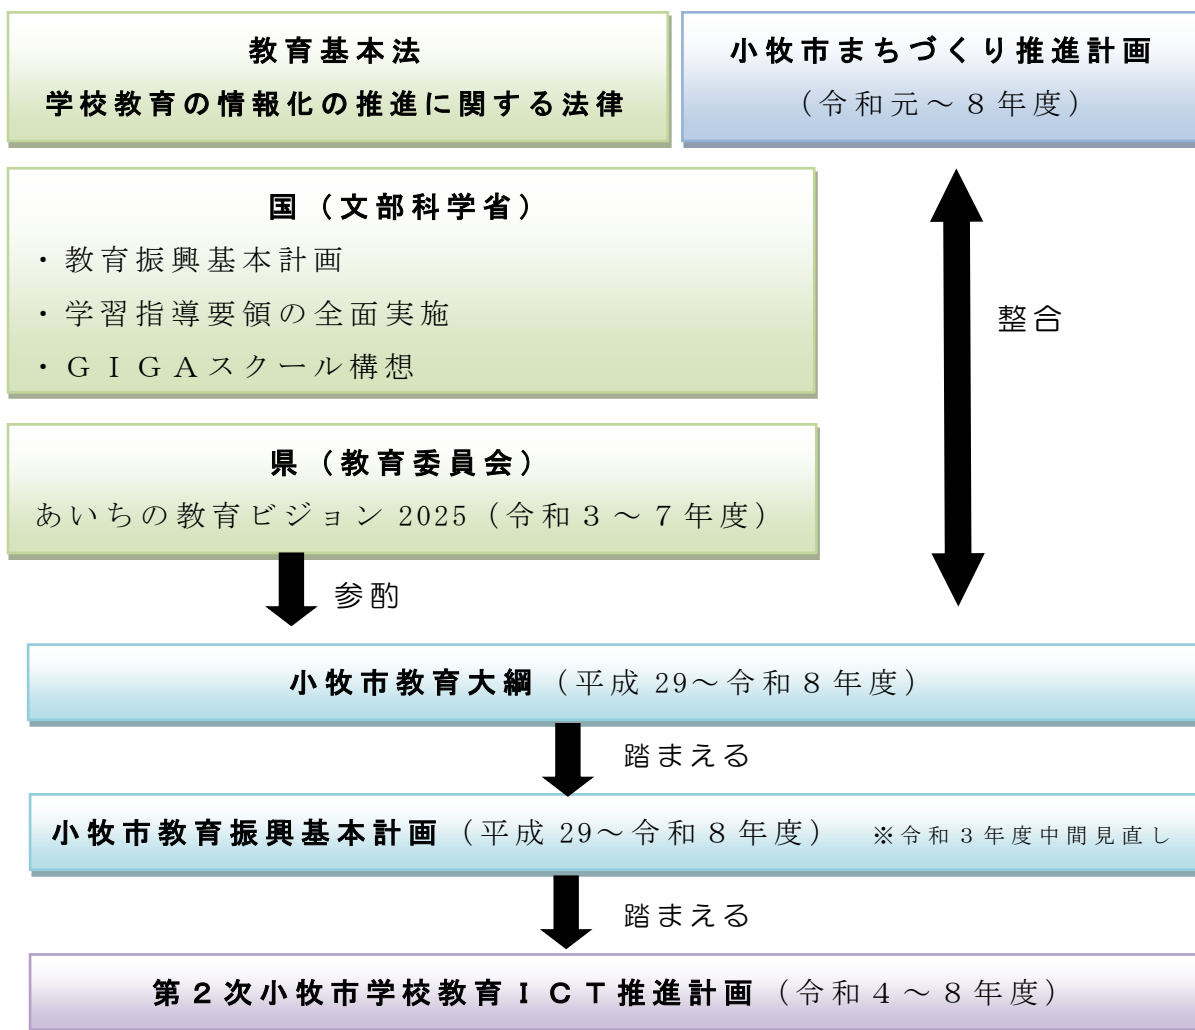 教育基本法
学校教育の情報化の推進に関する法律
小牧市まちづくり推進計画
（令和元～８年度）
国（文部科学省）
・教育振興基本計画
・学習指導要領の全面実施
・ＧＩＧＡスクール構想
整合
県（教育委員会）
あいちの教育ビジョン 2025（令和３～７年度）
参酌
小牧市教育大綱（平成 29～令和８年度）
踏まえる
小牧市教育振興基本計画（平成 29～令和８年度） ※令和３年度中間見直し
踏まえる
第２次小牧市学校教育ＩＣＴ推進計画（令和４～８年度）